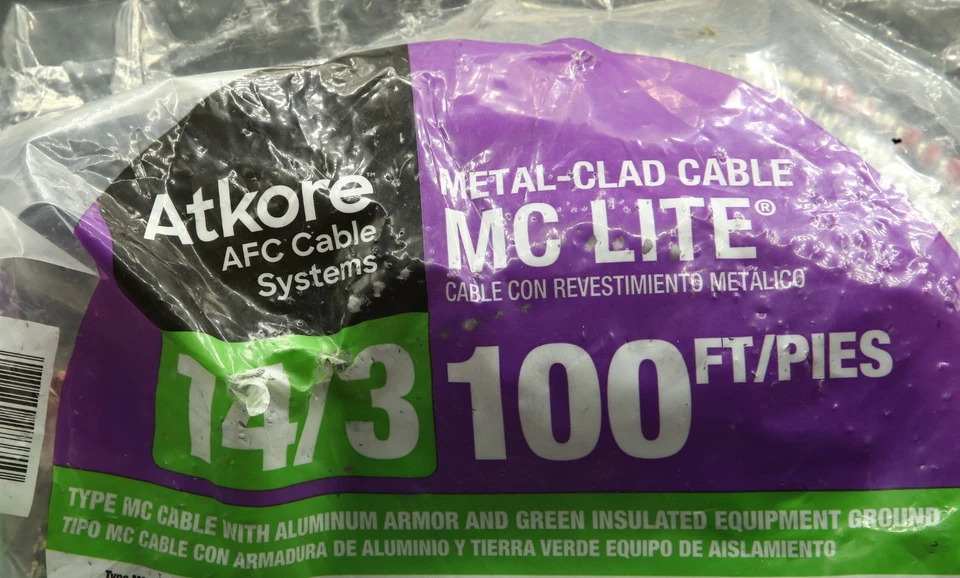 Atkore™
AFC Cable
Systems
METAL-CLAD CABLE
MC LITE®
CABLE CON REVESTIMIENTO METÁLICO
14/3
100 FT/PIES
TYPE MC CABLE WITH ALUMINUM ARMOR AND GREEN INSULATED EQUIPMENT GROUND
TIPO MC CABLE CON ARMADURA DE ALUMINIO Y TIERRA VERDE EQUIPO DE AISLAMIENTO